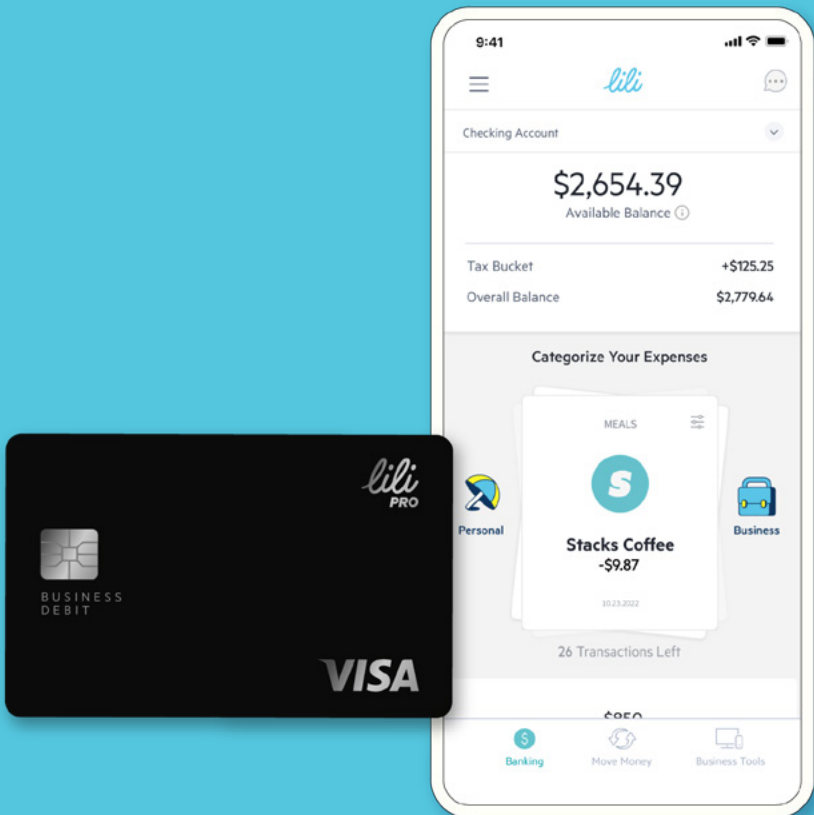 9:41
lili
Checking Account
$2,654.39
Available Balance
Tax Bucket +$125.25
Overall Balance $2,779.64
Categorize Your Expenses
MEALS
S
Personal
Business
Stacks Coffee
-$9.87
10.23.2022
26 Transactions Left
$850
$
Banking Move Money Business Tools
lili
PRO
BUSINESS
DEBIT
VISA